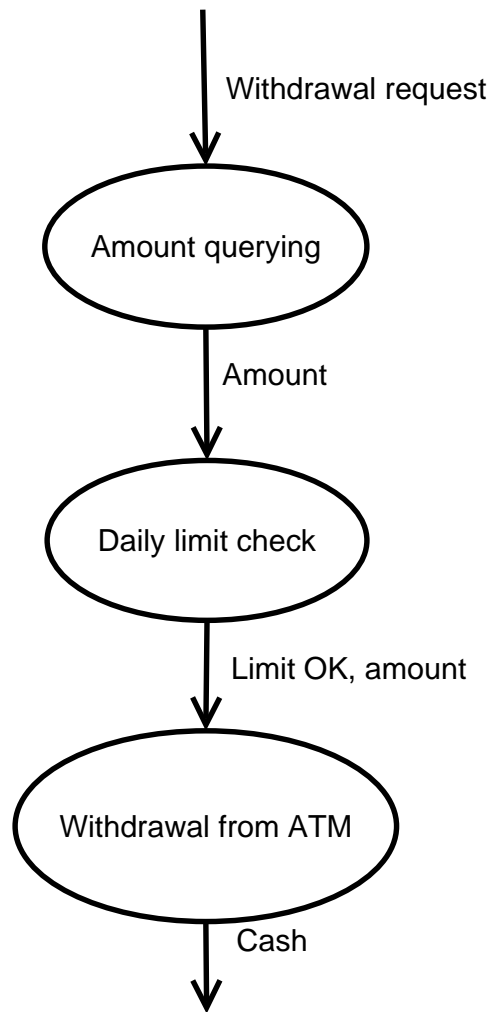 Withdrawal request
Amount querying
Amount
Daily limit check
Limit OK, amount
Withdrawal from ATM
Cash